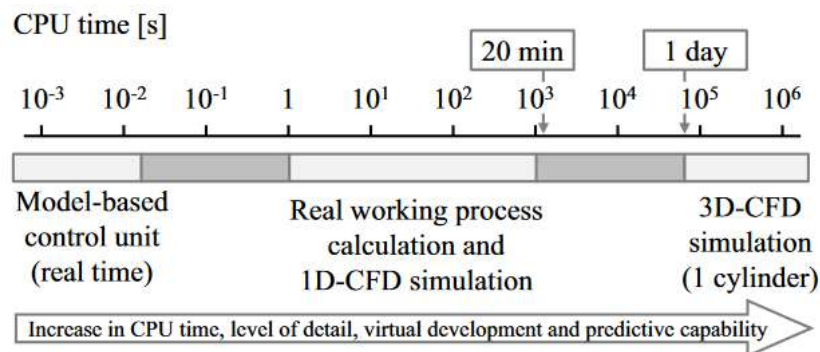 CPU time [s]
20 min
1 day
10⁻³ 10⁻² 10⁻¹ 1 10¹ 10² 10³ 10⁴ 10⁵ 10⁶
Model-based
control unit
(real time)
Real working process
calculation and
1D-CFD simulation
3D-CFD
simulation
(1 cylinder)
Increase in CPU time, level of detail, virtual development and predictive capability